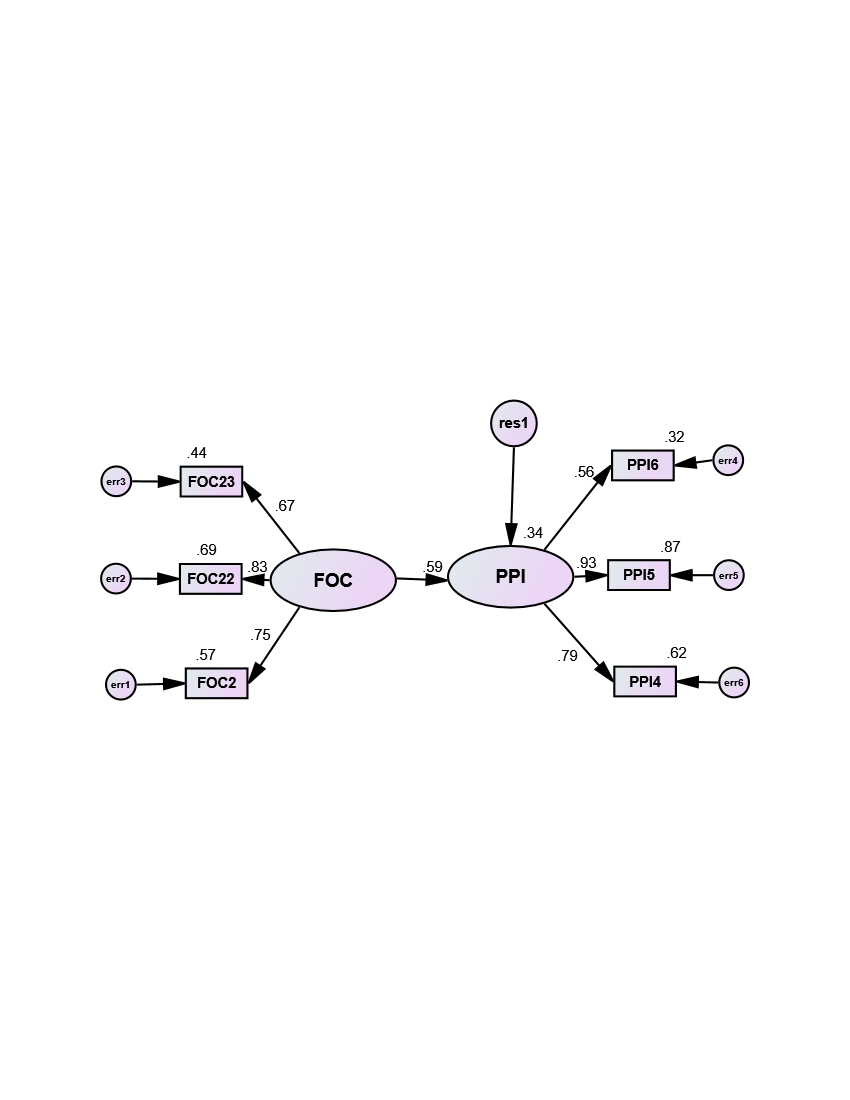 res1
.44
.32
err3
FOC23
.67
.56
PPI6
err4
.34
.69
.87
err2
FOC22
.83
FOC
.59
PPI
.93
PPI5
err5
.75
.57
.79
.62
err1
FOC2
PPI4
err6